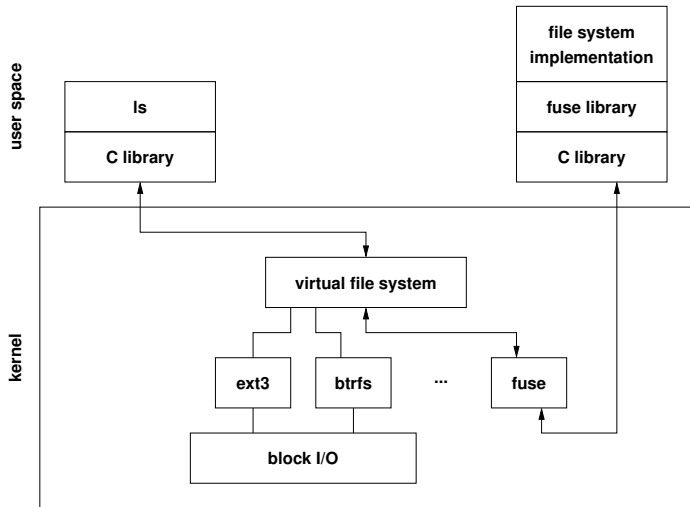 file system
implementation
fuse library
C library
ls
C library
user space
virtual file system
ext3
btrfs
...
fuse
block I/O
kernel